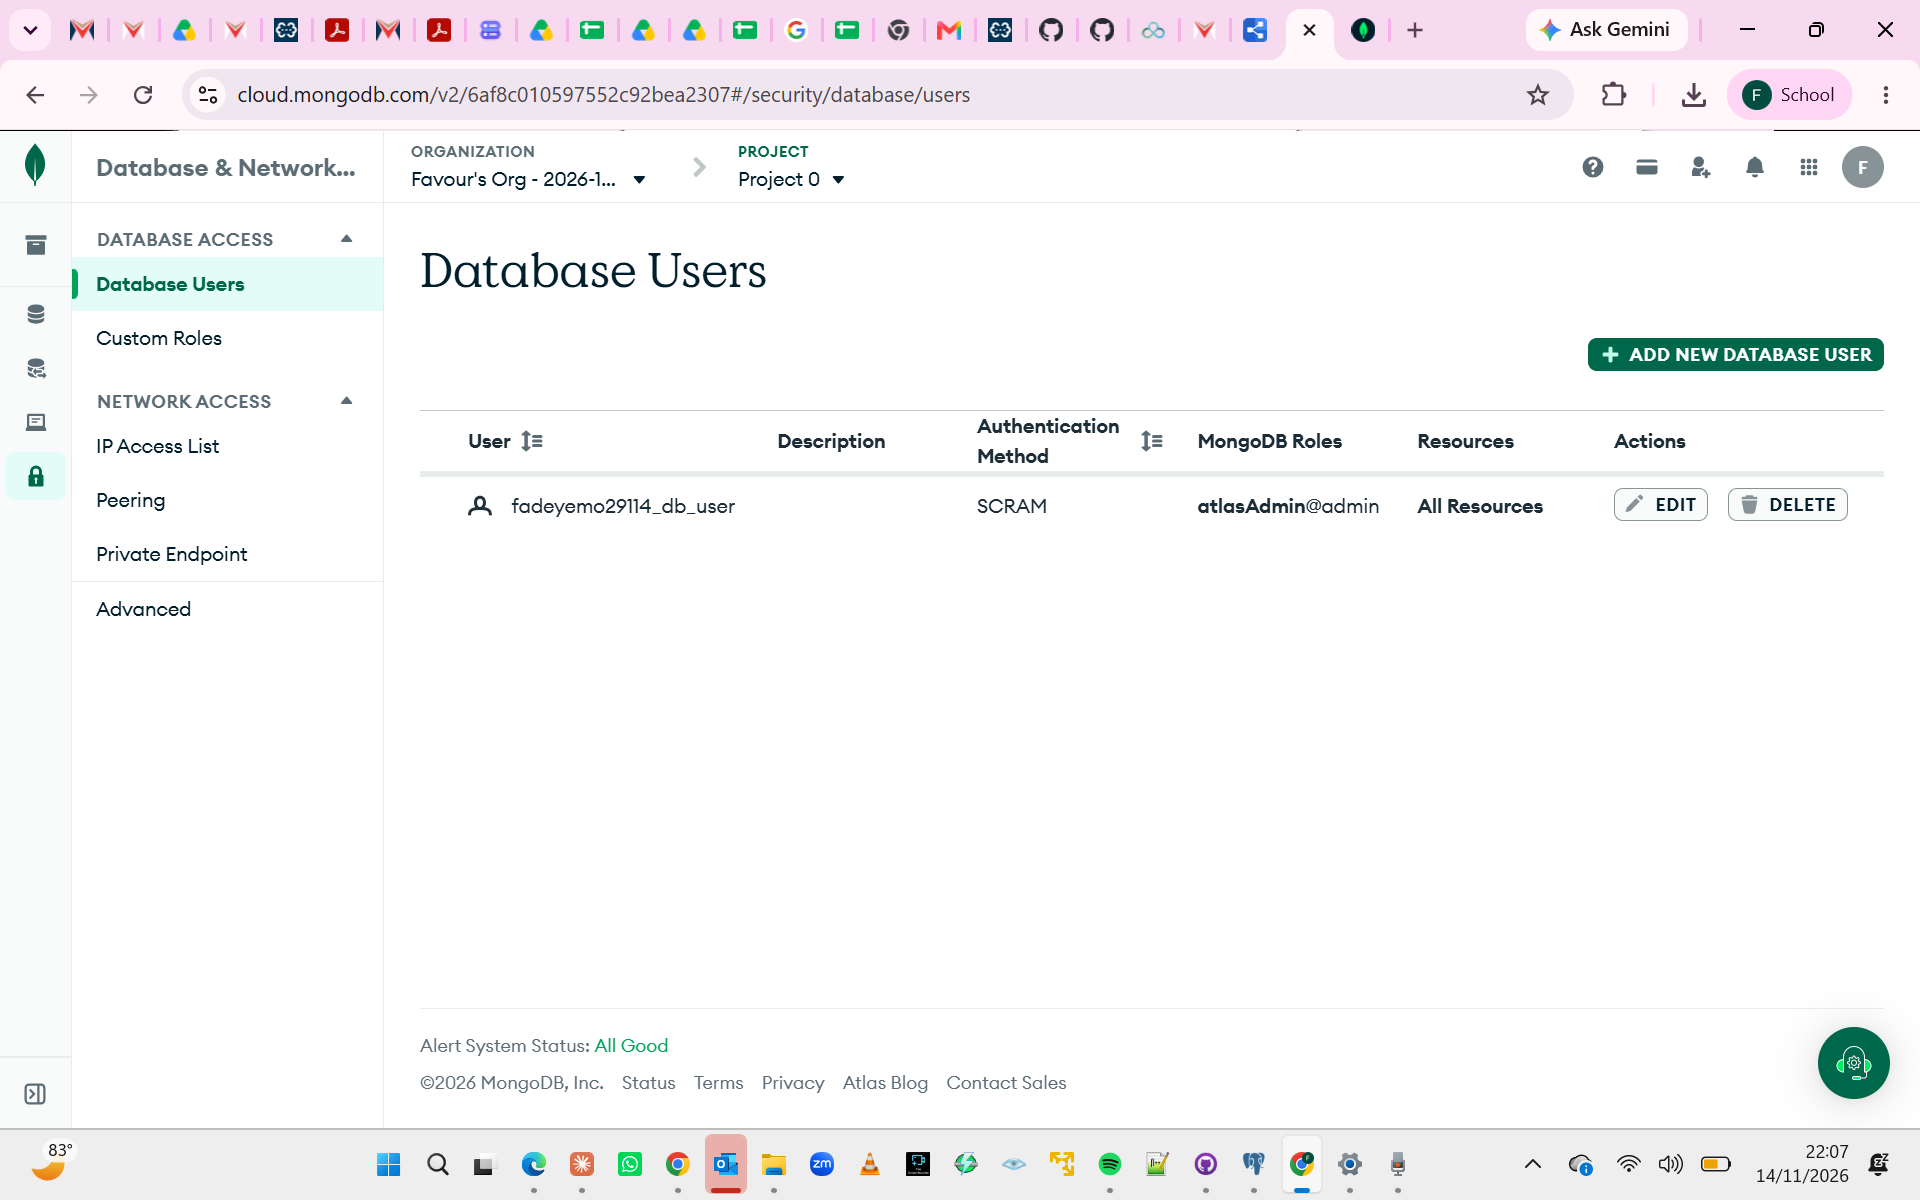 Ask Gemini
cloud.mongodb.com/v2/6af8c010597552c92bea2307#/security/database/users
F School
Database & Network...
ORGANIZATION
Favour's Org - 2026-1...
PROJECT
Project 0
F
DATABASE ACCESS
Database Users
Custom Roles
NETWORK ACCESS
IP Access List
Peering
Private Endpoint
Advanced
Database Users
+ ADD NEW DATABASE USER
User Description Authentication Method MongoDB Roles Resources Actions
fadeyemo29114_db_user SCRAM atlasAdmin@admin All Resources EDIT DELETE
Alert System Status: All Good
©2026 MongoDB, Inc. Status Terms Privacy Atlas Blog Contact Sales
83°
zm
22:07
14/11/2026